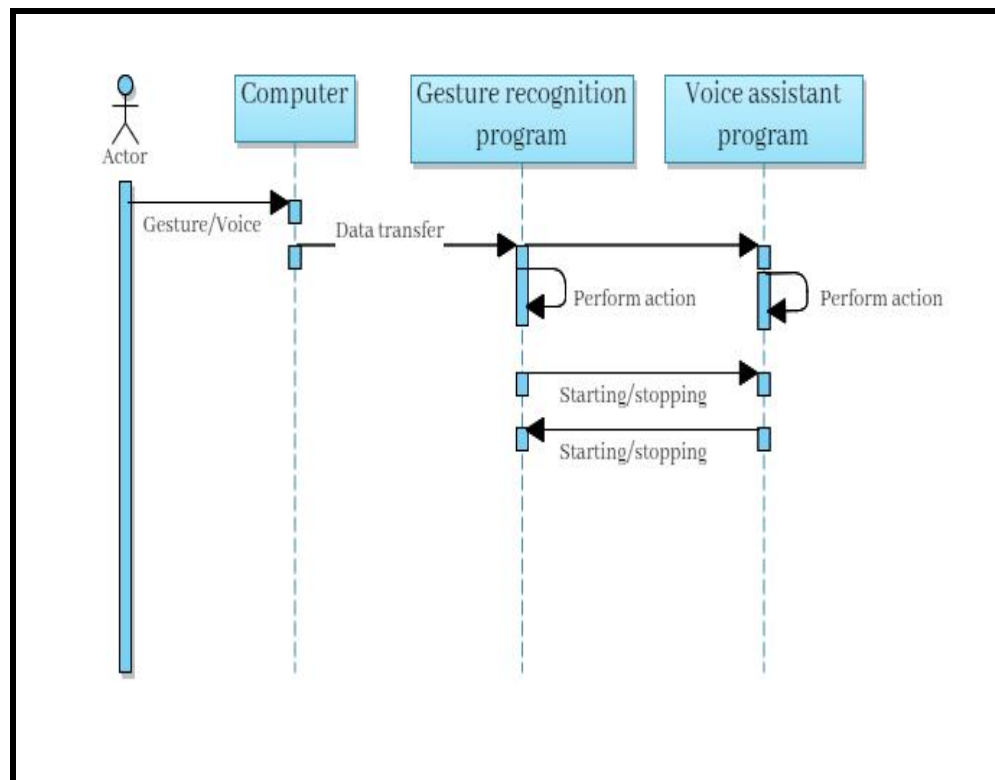 Computer
Gesture recognition
program
Voice assistant
program
Actor
Gesture/Voice
Data transfer
Perform action
Perform action
Starting/stopping
Starting/stopping